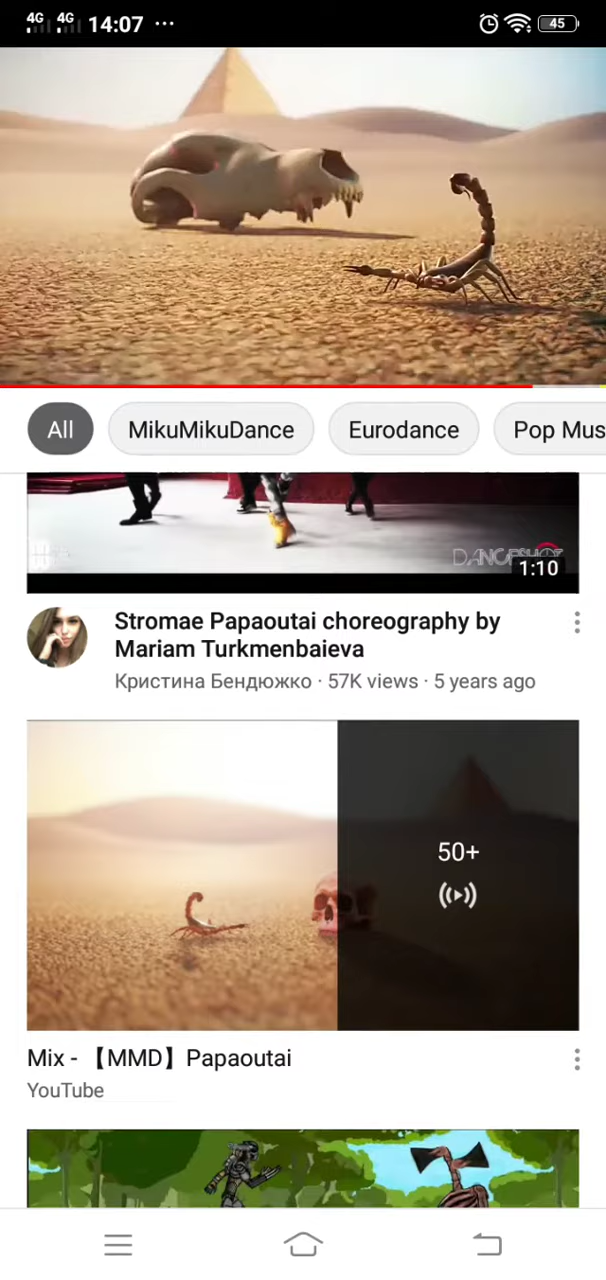 4G 4G 14:07 ... 45
All MikuMikuDance Eurodance Pop Mus
1:10
Stromae Papaoutai choreography by
Mariam Turkmenbaieva
Кристина Бендюжко · 57K views · 5 years ago
50+
Mix - 【MMD】Papaoutai
YouTube